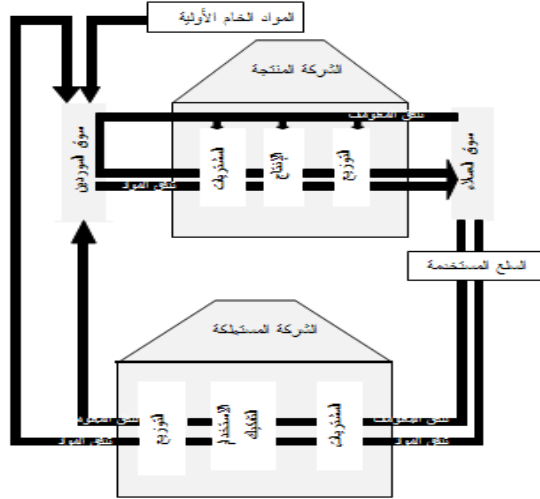 المواد الخام الأولية
الشركة المنتجة
تدفق المعلومات
سوق الموردين
المشتريات
الإنتاج
التوزيع
سوق العملاء
تدفق المواد
السلع المستخدمة
الشركة المستهلكة
التوزيع
التفكيك
الاستخدام
المشتريات
تدفق المعلومات
تدفق المعلومات
تدفق المواد
تدفق المواد